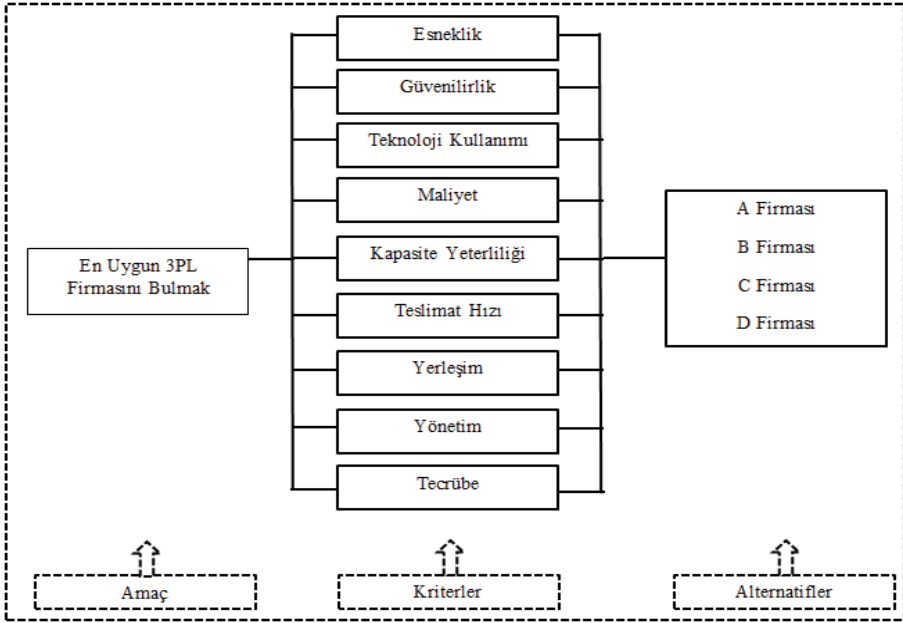 En Uygun 3PL
Firmasını Bulmak
Esneklik
Güvenilirlik
Teknoloji Kullanımı
Maliyet
Kapasite Yeterliliği
Teslimat Hızı
Yerleşim
Yönetim
Tecrübe
A Firması
B Firması
C Firması
D Firması
Amaç
Kriterler
Alternatifler